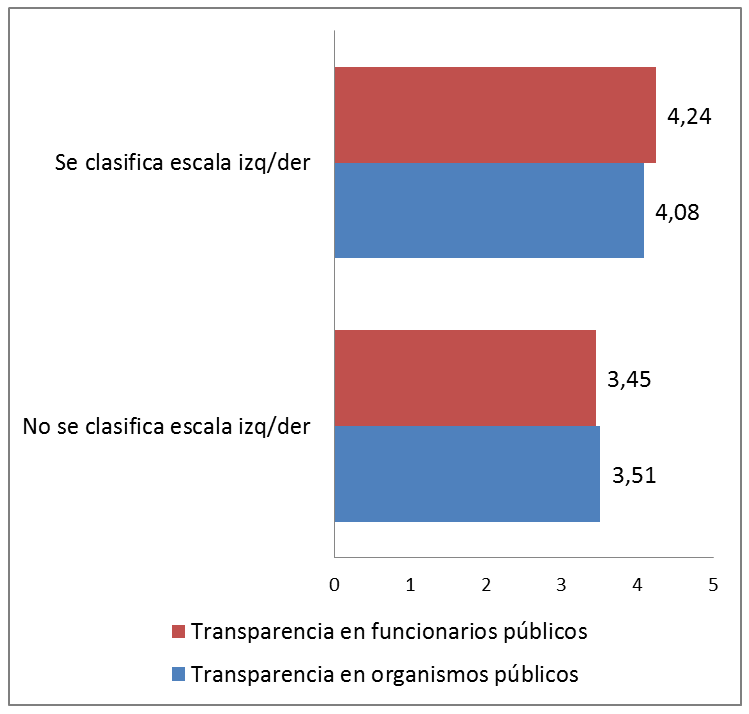 4,24
Se clasifica escala izq/der
4,08
3,45
No se clasifica escala izq/der
3,51
0 1 2 3 4 5
Transparencia en funcionarios públicos
Transparencia en organismos públicos